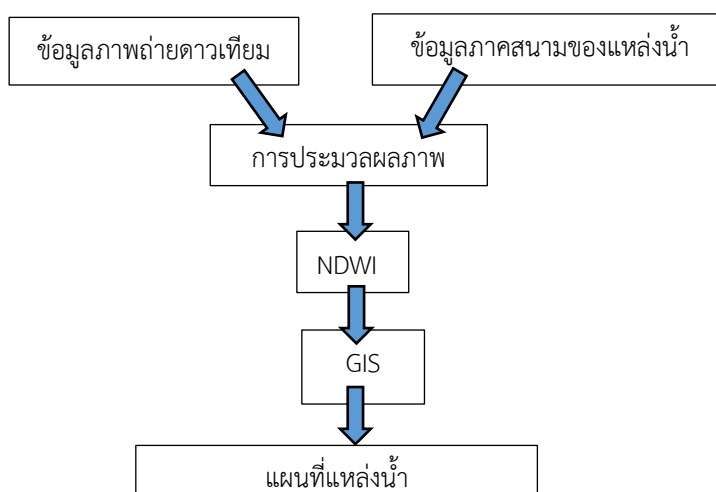 ข้อมูลภาพถ่ายดาวเทียม
ข้อมูลภาคสนามของแหล่งน้ำ
การประมวลผลภาพ
NDWI
GIS
แผนที่แหล่งน้ำ